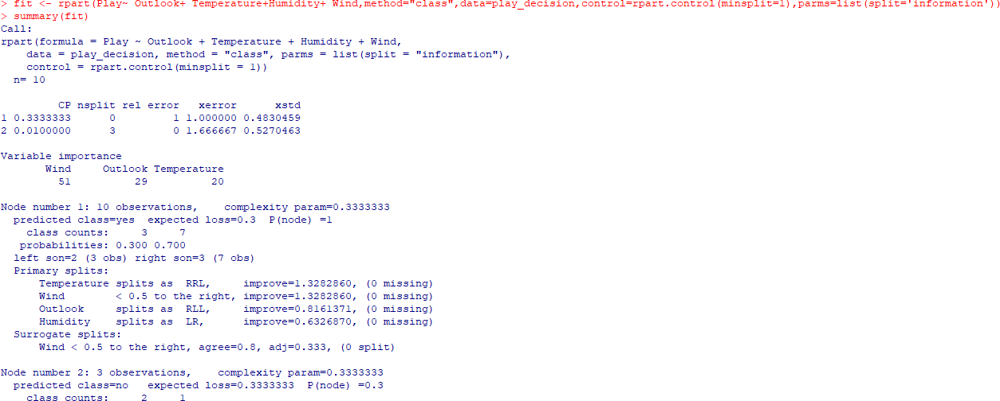 > fit <- rpart(Play~ Outlook+ Temperature+Humidity+ Wind,method="class",data=play_decision,control=rpart.control(minsplit=1),parms=list(split='information'))
> summary(fit)
Call:
rpart(formula = Play ~ Outlook + Temperature + Humidity + Wind,
    data = play_decision, method = "class", parms = list(split = "information"),
    control = rpart.control(minsplit = 1))
  n= 10

         CP nsplit rel error   xerror      xstd
1 0.3333333      0         1 1.000000 0.4830459
2 0.0100000      3         0 1.666667 0.5270463

Variable importance
       Wind     Outlook Temperature
         51          29          20

Node number 1: 10 observations,    complexity param=0.3333333
  predicted class=yes  expected loss=0.3  P(node) =1
    class counts:     3     7
   probabilities: 0.300 0.700
  left son=2 (3 obs) right son=3 (7 obs)
  Primary splits:
      Temperature splits as  RRL,     improve=1.3282860, (0 missing)
      Wind        < 0.5 to the right, improve=1.3282860, (0 missing)
      Outlook     splits as  RLL,     improve=0.8161371, (0 missing)
      Humidity    splits as  LR,      improve=0.6326870, (0 missing)
  Surrogate splits:
      Wind < 0.5 to the right, agree=0.8, adj=0.333, (0 split)

Node number 2: 3 observations,    complexity param=0.3333333
  predicted class=no   expected loss=0.3333333  P(node) =0.3
    class counts:     2     1